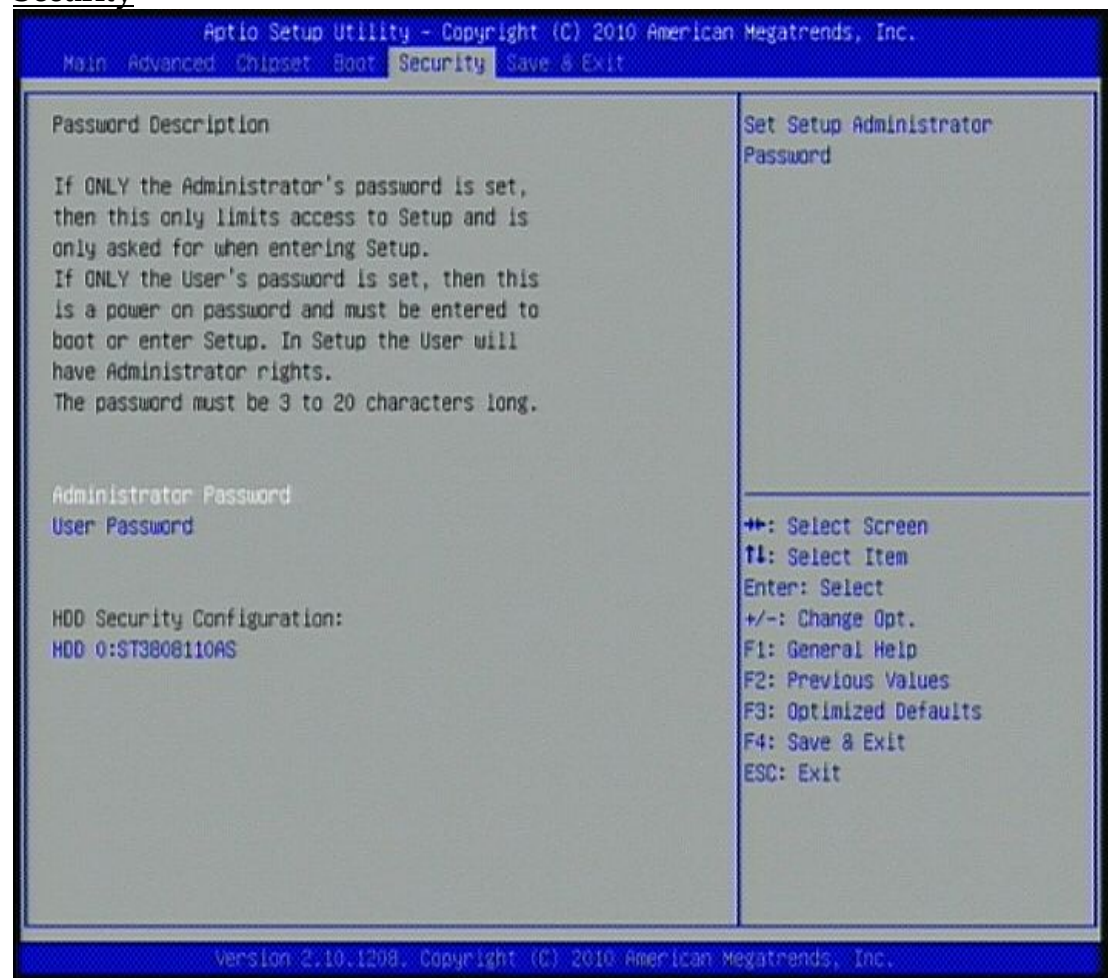 Security
Aptio Setup Utility - Copyright (C) 2010 American Megatrends, Inc.
Main Advanced Chipset Boot Security Save & Exit
Password Description
If ONLY the Administrator's password is set,
then this only limits access to Setup and is
only asked for when entering Setup.
If ONLY the User's password is set, then this
is a power on password and must be entered to
boot or enter Setup. In Setup the User will
have Administrator rights.
The password must be 3 to 20 characters long.
Administrator Password
User Password
HDD Security Configuration:
HDD 0:ST3808110AS
Set Setup Administrator
Password
→←: Select Screen
↑↓: Select Item
Enter: Select
+/-: Change Opt.
F1: General Help
F2: Previous Values
F3: Optimized Defaults
F4: Save & Exit
ESC: Exit
Version 2.10.1208. Copyright (C) 2010 American Megatrends, Inc.